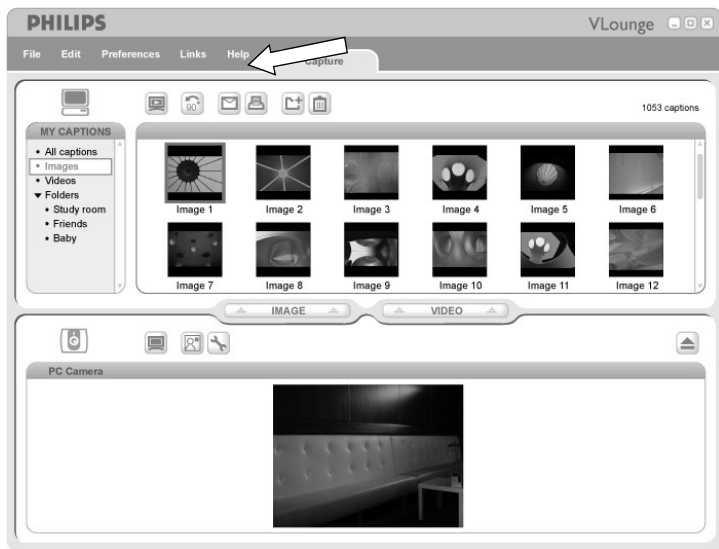 PHILIPS
VLounge
File Edit Preferences Links Help
Capture
90°
1053 captions
MY CAPTIONS
• All captions
• Images
• Videos
▼ Folders
• Study room
• Friends
• Baby
Image 1 Image 2 Image 3 Image 4 Image 5 Image 6
Image 7 Image 8 Image 9 Image 10 Image 11 Image 12
IMAGE VIDEO
PC Camera